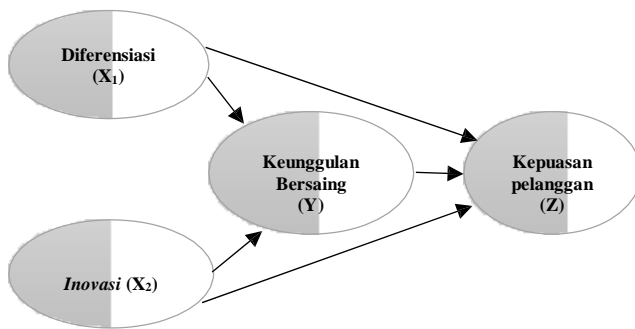 Diferensiasi
(X₁)
Keunggulan
Bersaing
(Y)
Kepuasan
pelanggan
(Z)
Inovasi (X₂)